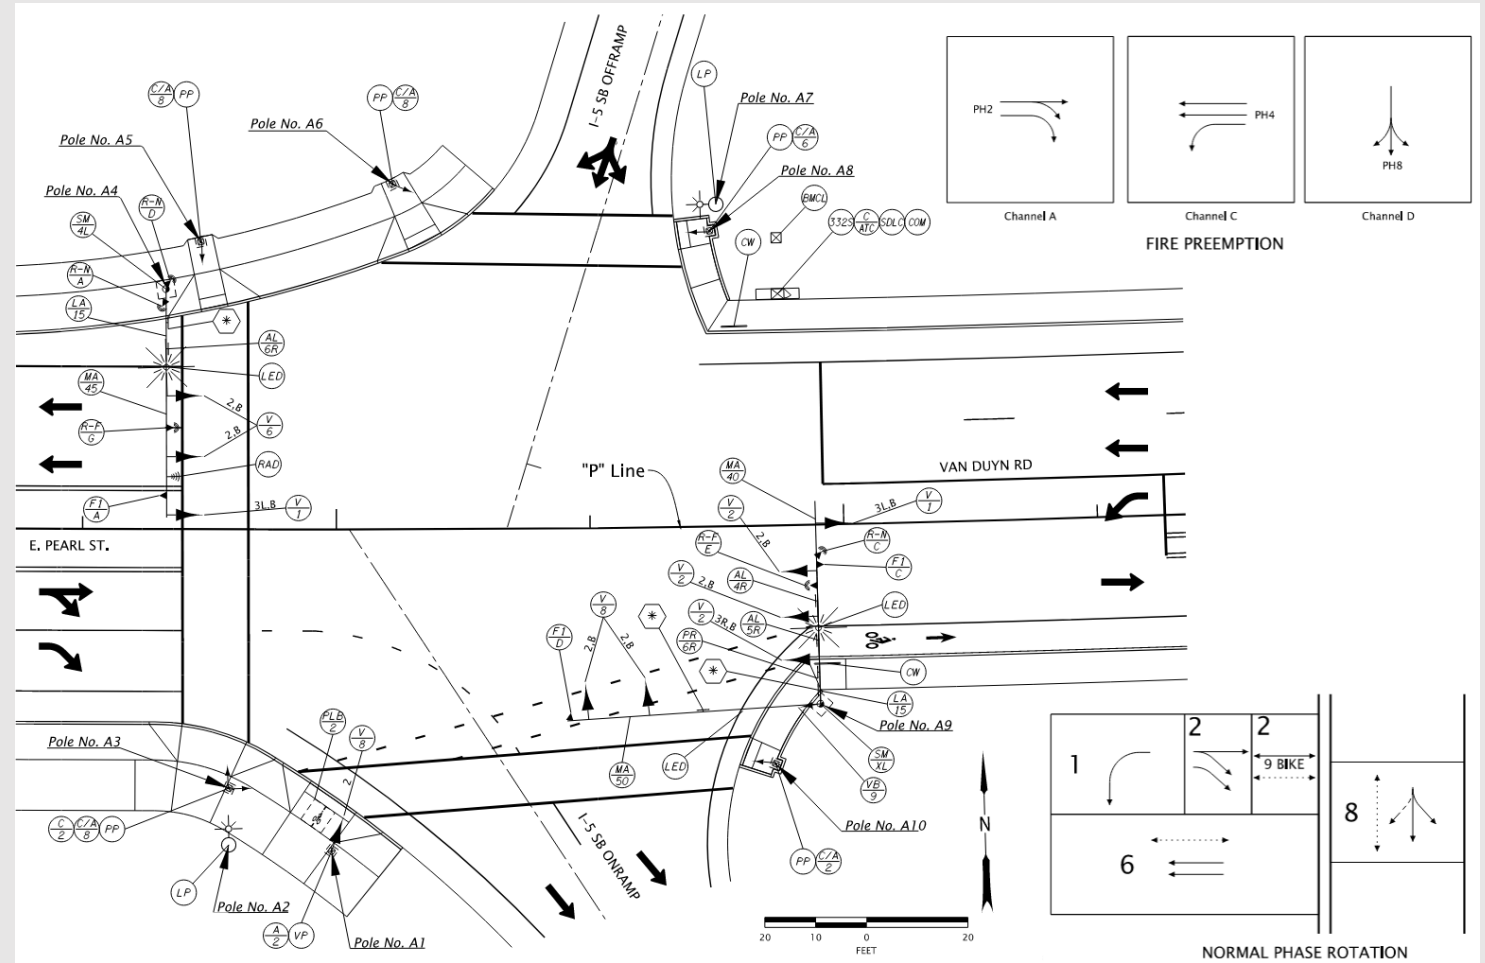 I-5 SB OFFRAMP
LP
C/A
8
PP
PP
C/A
8
Pole No. A7
Pole No. A6
Pole No. A5
PP
C/A
6
Pole No. A8
Pole No. A4
R-N
D
SM
4L
BMCL
332S
C
ATC
SDLC
COM
CW
R-N
A
LA
15
*
AL
6R
LED
MA
45
2,B
V
6
R-F
G
2,B
RAD
F1
A
3L,B
V
1
E. PEARL ST.
"P" Line
MA
40
VAN DUYN RD
V
2
3L,B
V
1
2,B
R-F
E
R-N
C
F1
C
V
2
2,B
AL
4R
LED
V
8
*
V
2
3R,B
AL
5R
F1
D
2,B
2,B
PR
6R
*
CW
LA
15
Pole No. A9
PLB
2
V
8
2
Pole No. A3
MA
50
LED
SM
XL
VB
9
C
2
C/A
8
PP
Pole No. A10
PP
C/A
2
I-5 SB ONRAMP
LP
Pole No. A2
A
2
VP
Pole No. A1
N
20
10
0
20
FEET
PH2
PH4
PH8
Channel A
Channel C
Channel D
FIRE PREEMPTION
1
2
2
9 BIKE
6
8
NORMAL PHASE ROTATION